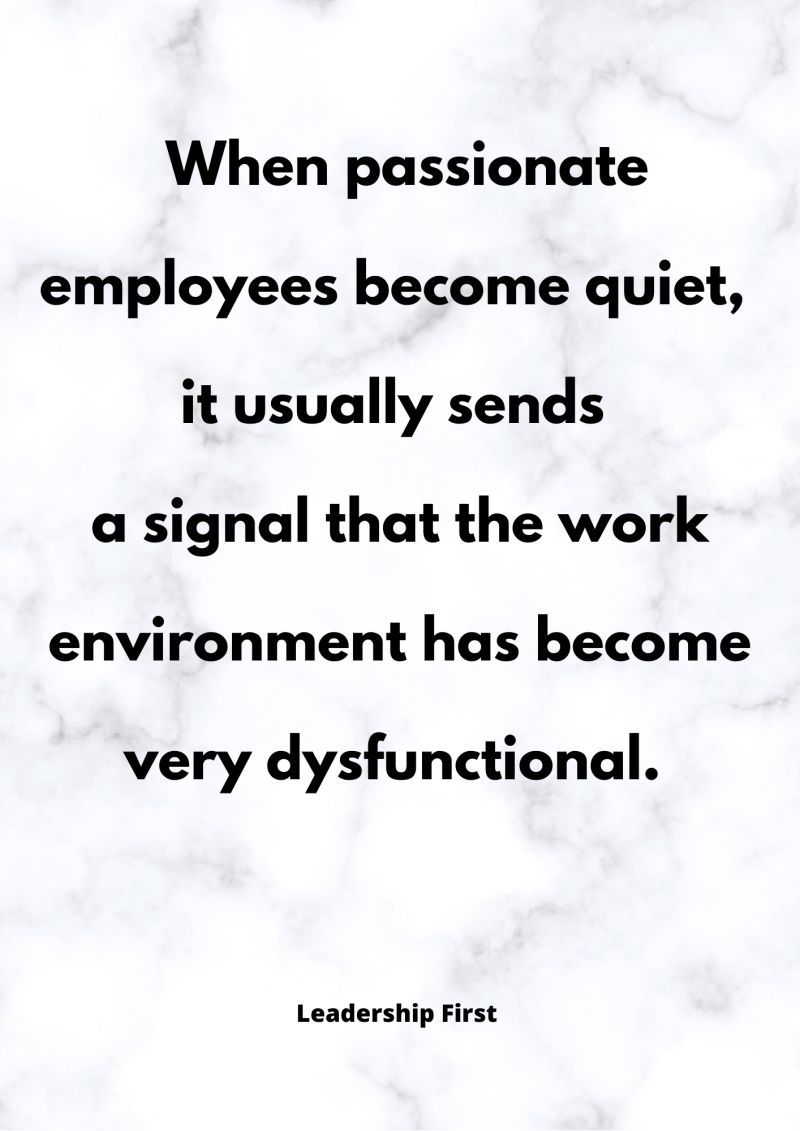 When passionate
employees become quiet,
it usually sends
a signal that the work
environment has become
very dysfunctional.
Leadership First